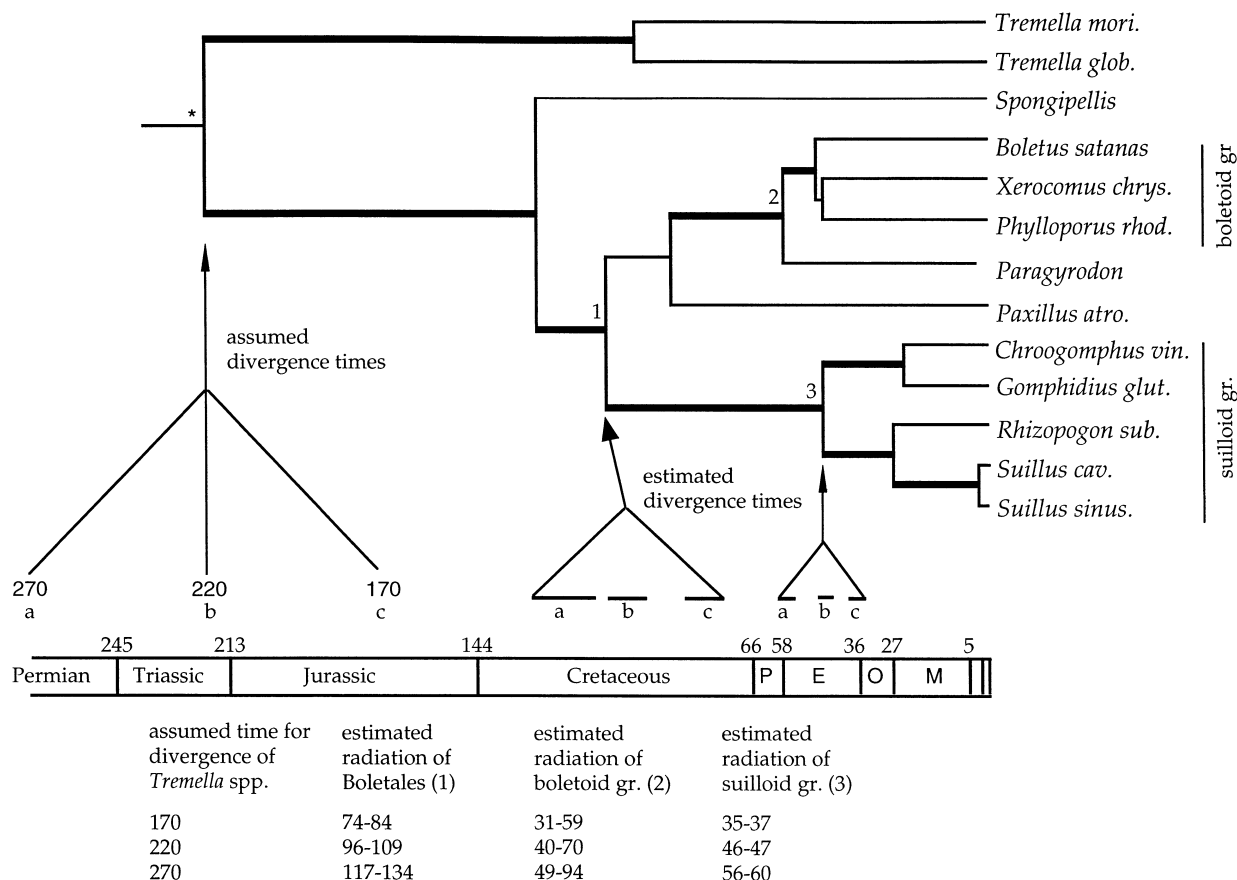 Tremella mori.
Tremella glob.
Spongipellis
Boletus satanas
Xerocomus chrys.
Phylloporus rhod.
Paragyrodon
Paxillus atro.
Chroogomphus vin.
Gomphidius glut.
Rhizopogon sub.
Suillus cav.
Suillus sinus.
boletoid gr
suilloid gr.
*
1
2
3
assumed
divergence times
estimated
divergence times
270 220 170
a b c
a b c
a b c
245 213 144 66 58 36 27 5
Permian Triassic Jurassic Cretaceous P E O M
assumed time for
divergence of
Tremella spp.
170
220
270
estimated
radiation of
Boletales (1)
74-84
96-109
117-134
estimated
radiation of
boletoid gr. (2)
31-59
40-70
49-94
estimated
radiation of
suilloid gr. (3)
35-37
46-47
56-60